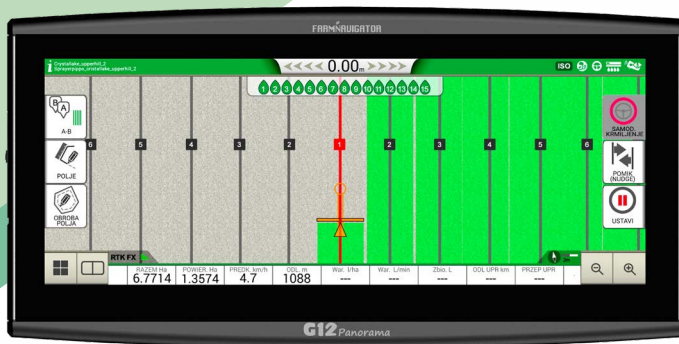 FARMNAVIGATOR
Crystallake_upperhill_2
Sprayerpippo_cristallake_upperhill_2
<<<< 0.00m >>>>
ISO
1 2 3 4 5 6 7 8 9 10 11 12 13 14 15
A-B
SAMOD. KRMILJENJE
6 5 4 3 2 1 2 3 4 5 6
POLJE
POMIK (NUDGE)
OBROBA POLJA
USTAVI
RTK FX
RAZEM Ha POWIER. Ha PREDK. km/h ODL. m War. l/ha War. L/min Zbio. L ODL UPR km PRZEP UPR
6.7714 1.3574 4.7 1088 --- --- --- --- ---
G12 Panorama